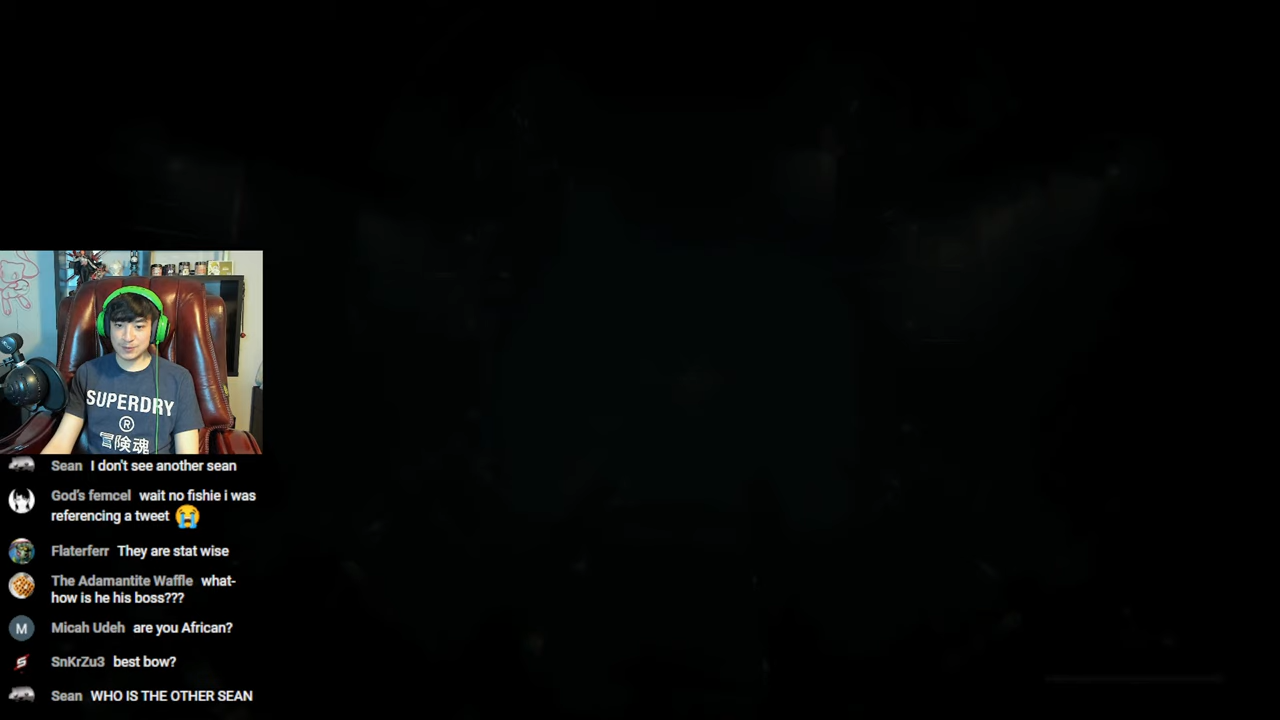 SUPERDRY
®
冒険魂
Sean I don't see another sean
God's femcel wait no fishie i was
referencing a tweet 😭
Flaterferr They are stat wise
The Adamantite Waffle what-
how is he his boss???
M Micah Udeh are you African?
SnKrZu3 best bow?
Sean WHO IS THE OTHER SEAN